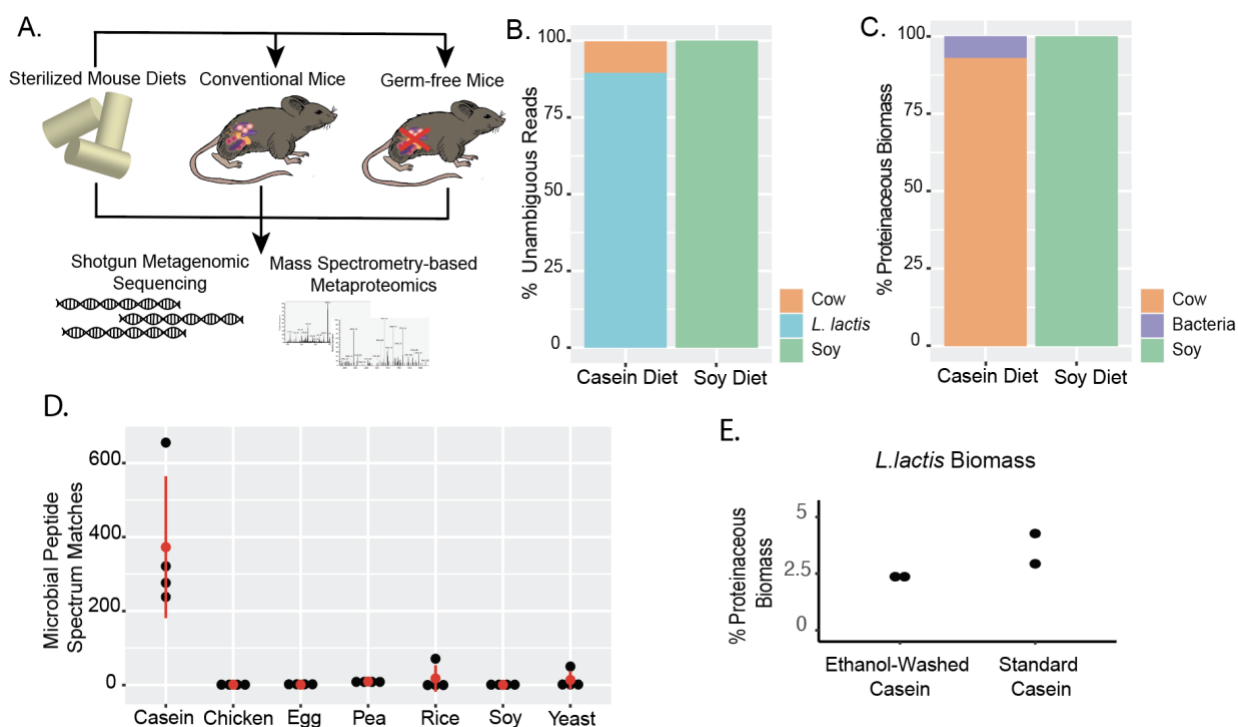 A.
Sterilized Mouse Diets
Conventional Mice
Germ-free Mice
Shotgun Metagenomic
Sequencing
Mass Spectrometry-based
Metaproteomics
B.
% Unambiguous Reads
100
75
50
25
0
Casein Diet
Soy Diet
Cow
L. lactis
Soy
C.
% Proteinaceous Biomass
100
75
50
25
0
Casein Diet
Soy Diet
Cow
Bacteria
Soy
D.
Microbial Peptide
Spectrum Matches
600
400
200
0
Casein
Chicken
Egg
Pea
Rice
Soy
Yeast
E.
L.lactis Biomass
% Proteinaceous
Biomass
5
2.5
0
Ethanol-Washed
Casein
Standard
Casein